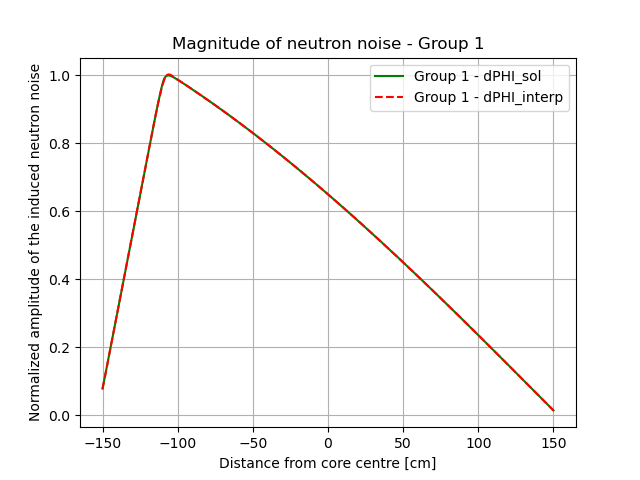 Magnitude of neutron noise - Group 1
Normalized amplitude of the induced neutron noise
1.0
0.8
0.6
0.4
0.2
0.0
Group 1 - dPHI_sol
Group 1 - dPHI_interp
−150
−100
−50
0
50
100
150
Distance from core centre [cm]